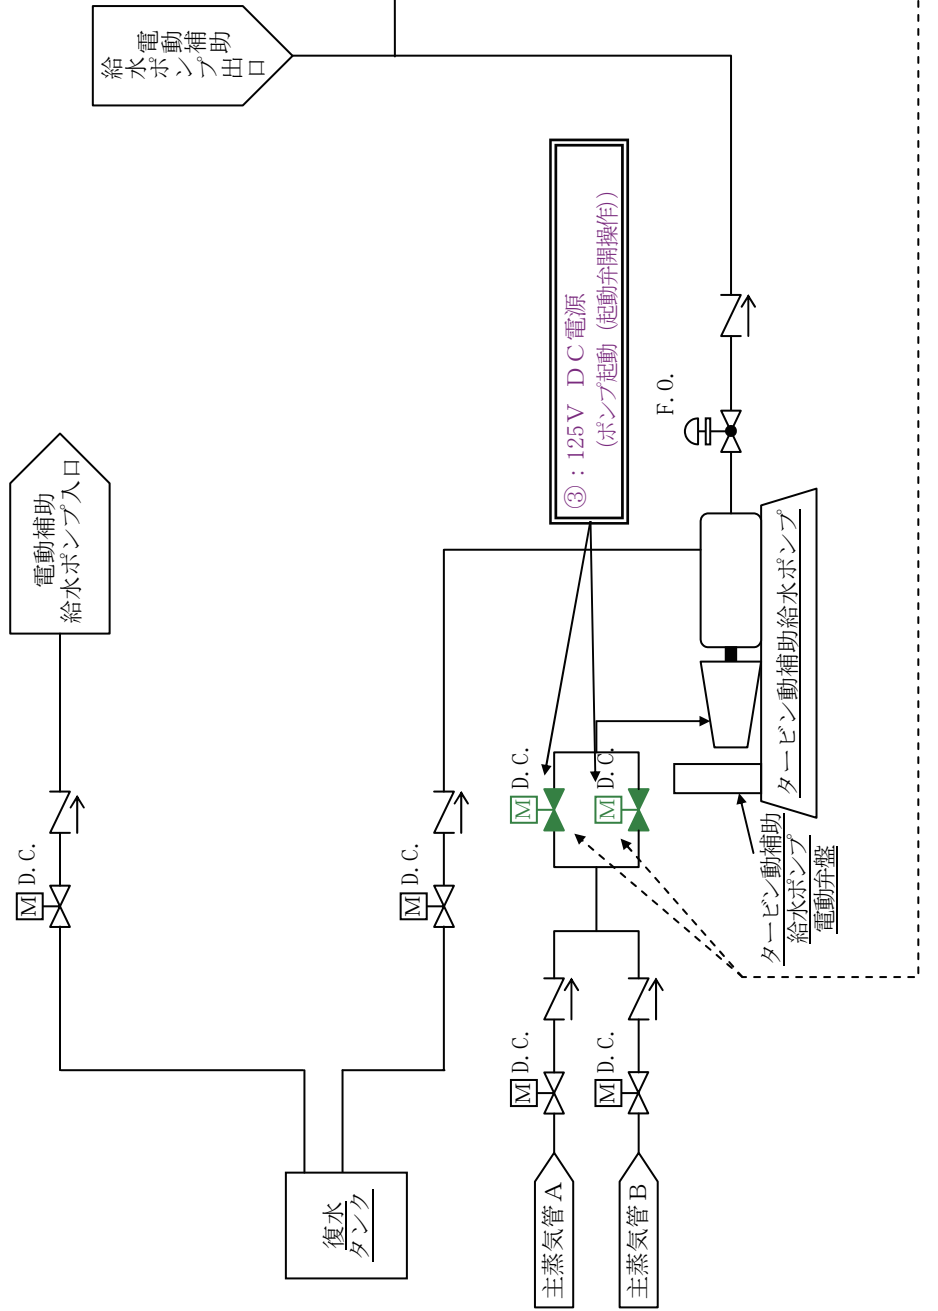 電動補助
給水ポンプ出口
電動補助
給水ポンプ入口
③：125V DC電源
(ポンプ起動（起動弁開操作))
F.O.
M D.C.
M D.C.
M D.C.
M D.C.
M D.C.
M D.C.
タービン動補助給水ポンプ
タービン動補助
給水ポンプ
電動弁盤
復水
タンク
主蒸気管A
主蒸気管B